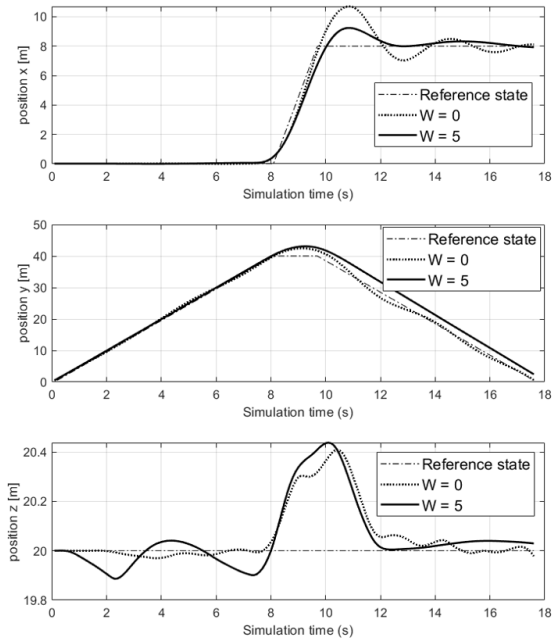 10
8
6
4
2
0
position x [m]
Reference state
W = 0
W = 5
0 2 4 6 8 10 12 14 16 18
Simulation time (s)
50
40
30
20
10
0
position y [m]
Reference state
W = 0
W = 5
0 2 4 6 8 10 12 14 16 18
Simulation time (s)
20.4
20.2
20
19.8
position z [m]
Reference state
W = 0
W = 5
0 2 4 6 8 10 12 14 16 18
Simulation time (s)